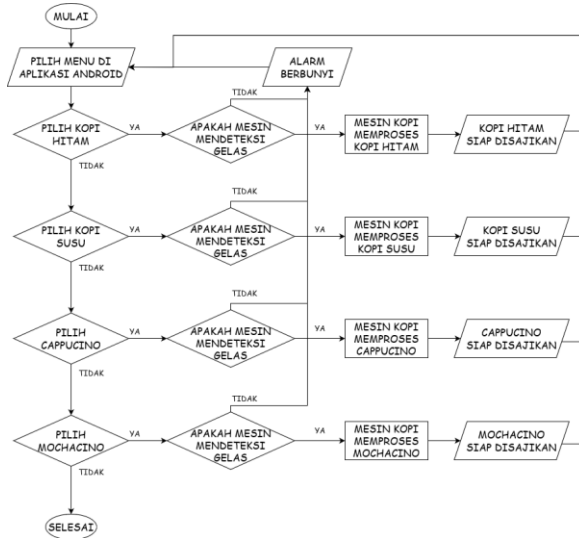 MULAI
PILIH MENU DI
APLIKASI ANDROID
ALARM
BERBUNYI
TIDAK
PILIH KOPI
HITAM
YA
APAKAH MESIN
MENDETEKSI
GELAS
YA
MESIN KOPI
MEMPROSES
KOPI HITAM
KOPI HITAM
SIAP DISAJIKAN
TIDAK
TIDAK
PILIH KOPI
SUSU
YA
APAKAH MESIN
MENDETEKSI
GELAS
YA
MESIN KOPI
MEMPROSES
KOPI SUSU
KOPI SUSU
SIAP DISAJIKAN
TIDAK
TIDAK
PILIH
CAPPUCINO
YA
APAKAH MESIN
MENDETEKSI
GELAS
YA
MESIN KOPI
MEMPROSES
CAPPUCINO
CAPPUCINO
SIAP DISAJIKAN
TIDAK
TIDAK
PILIH
MOCHACINO
YA
APAKAH MESIN
MENDETEKSI
GELAS
YA
MESIN KOPI
MEMPROSES
MOCHACINO
MOCHACINO
SIAP DISAJIKAN
TIDAK
SELESAI